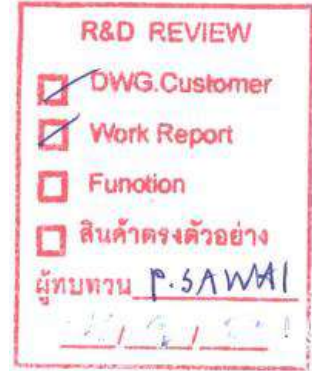 R&D REVIEW
DWG.Customer
Work Report
Function
สินค้าตรงตัวอย่าง
ผู้ทบทวน P.SAWAI
/ /